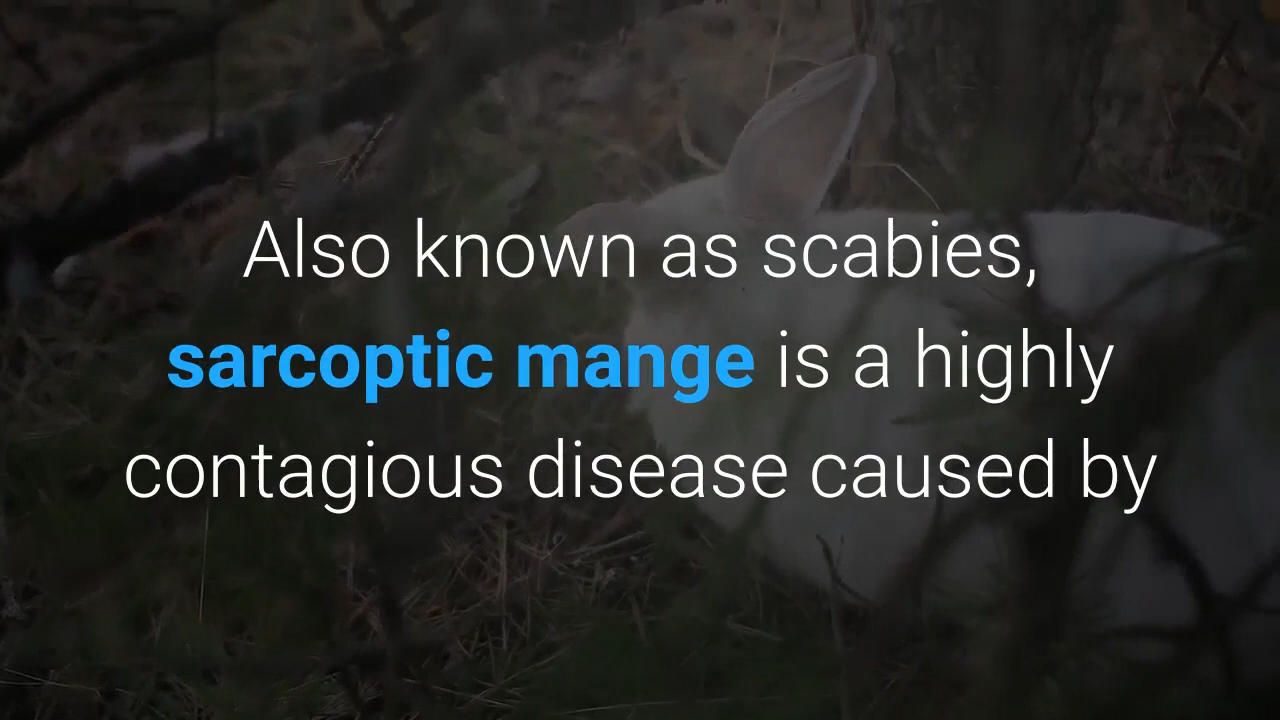 Also known as scabies,
sarcoptic mange is a highly
contagious disease caused by